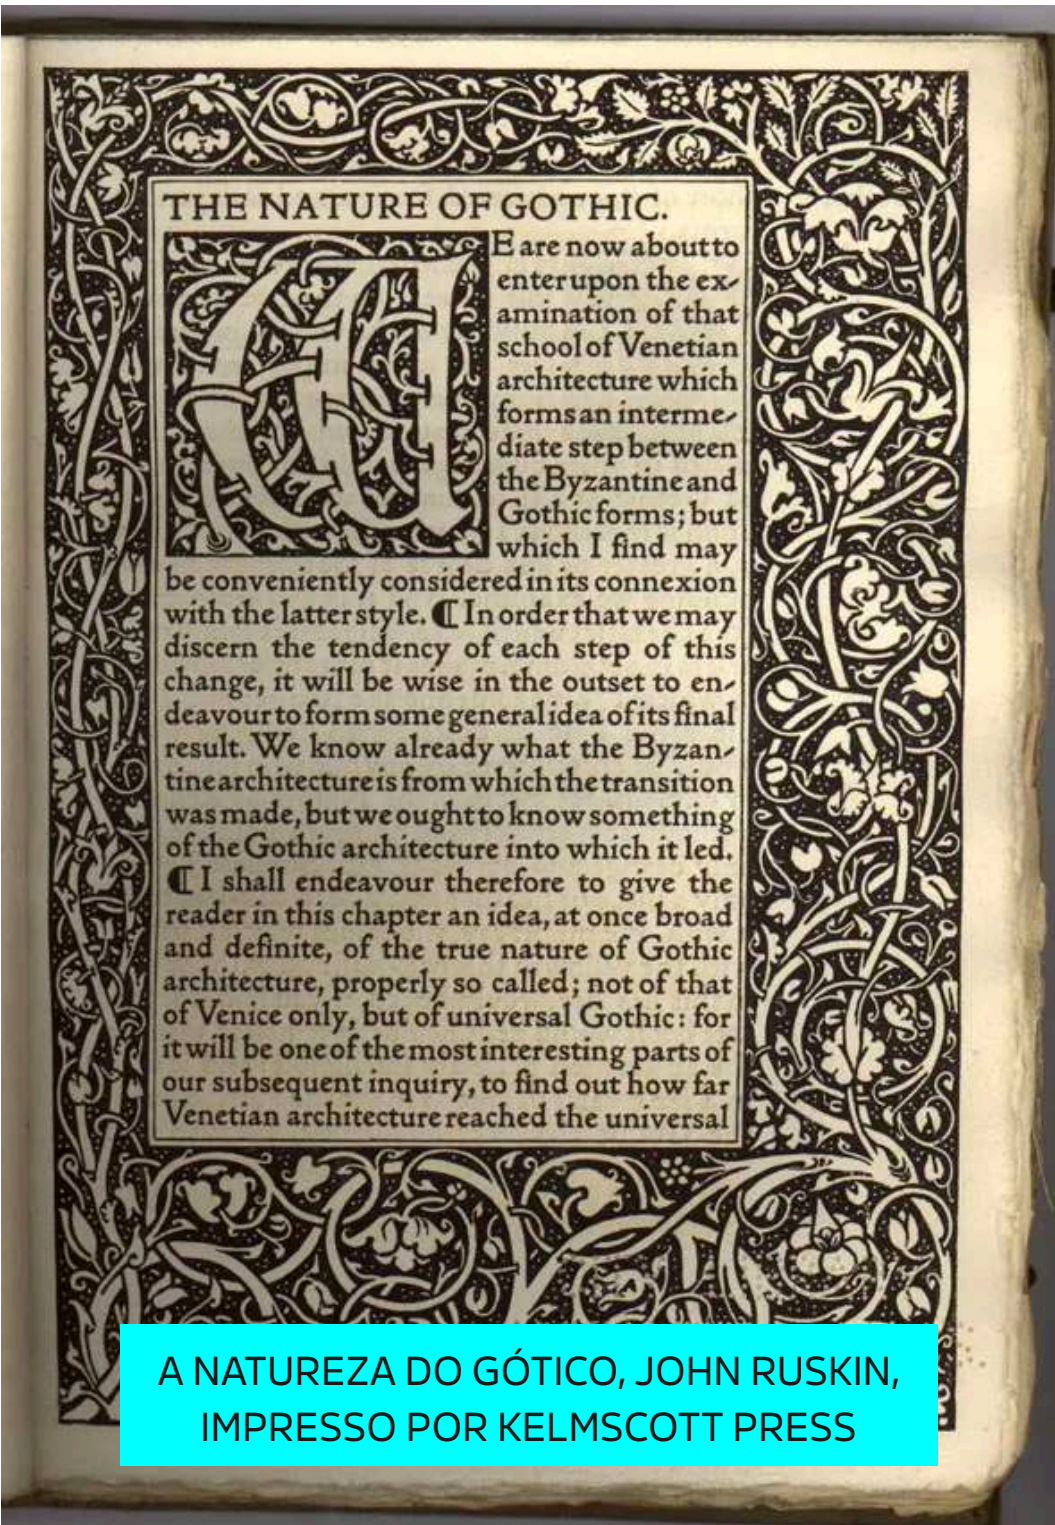 THE NATURE OF GOTHIC.
WE are now about to
enter upon the ex-
amination of that
school of Venetian
architecture which
forms an interme-
diate step between
the Byzantine and
Gothic forms; but
which I find may
be conveniently considered in its connexion
with the latter style. ¶ In order that we may
discern the tendency of each step of this
change, it will be wise in the outset to en-
deavour to form some general idea of its final
result. We know already what the Byzan-
tine architecture is from which the transition
was made, but we ought to know something
of the Gothic architecture into which it led.
¶ I shall endeavour therefore to give the
reader in this chapter an idea, at once broad
and definite, of the true nature of Gothic
architecture, properly so called; not of that
of Venice only, but of universal Gothic: for
it will be one of the most interesting parts of
our subsequent inquiry, to find out how far
Venetian architecture reached the universal
A NATUREZA DO GÓTICO, JOHN RUSKIN,
IMPRESSO POR KELMSCOTT PRESS